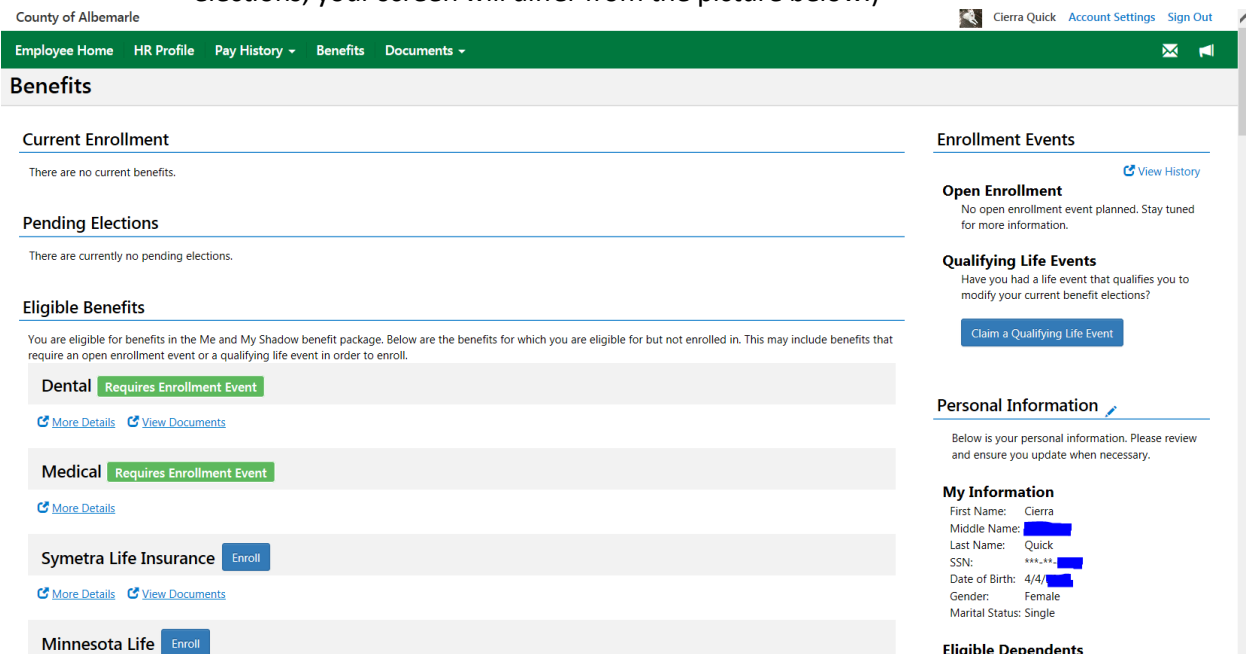 elections, your screen will differ from the picture below.)
County of Albemarle
Cierra Quick Account Settings Sign Out
Employee Home HR Profile Pay History Benefits Documents
Benefits
Current Enrollment
There are no current benefits.
Pending Elections
There are currently no pending elections.
Eligible Benefits
You are eligible for benefits in the Me and My Shadow benefit package. Below are the benefits for which you are eligible for but not enrolled in. This may include benefits that
require an open enrollment event or a qualifying life event in order to enroll.
Dental Requires Enrollment Event
More Details View Documents
Medical Requires Enrollment Event
More Details
Symetra Life Insurance Enroll
More Details View Documents
Minnesota Life Enroll
Enrollment Events
View History
Open Enrollment
No open enrollment event planned. Stay tuned
for more information.
Qualifying Life Events
Have you had a life event that qualifies you to
modify your current benefit elections?
Claim a Qualifying Life Event
Personal Information
Below is your personal information. Please review
and ensure you update when necessary.
My Information
First Name: Cierra
Middle Name:
Last Name: Quick
SSN: ***-**-
Date of Birth: 4/4/
Gender: Female
Marital Status: Single
Eligible Dependents